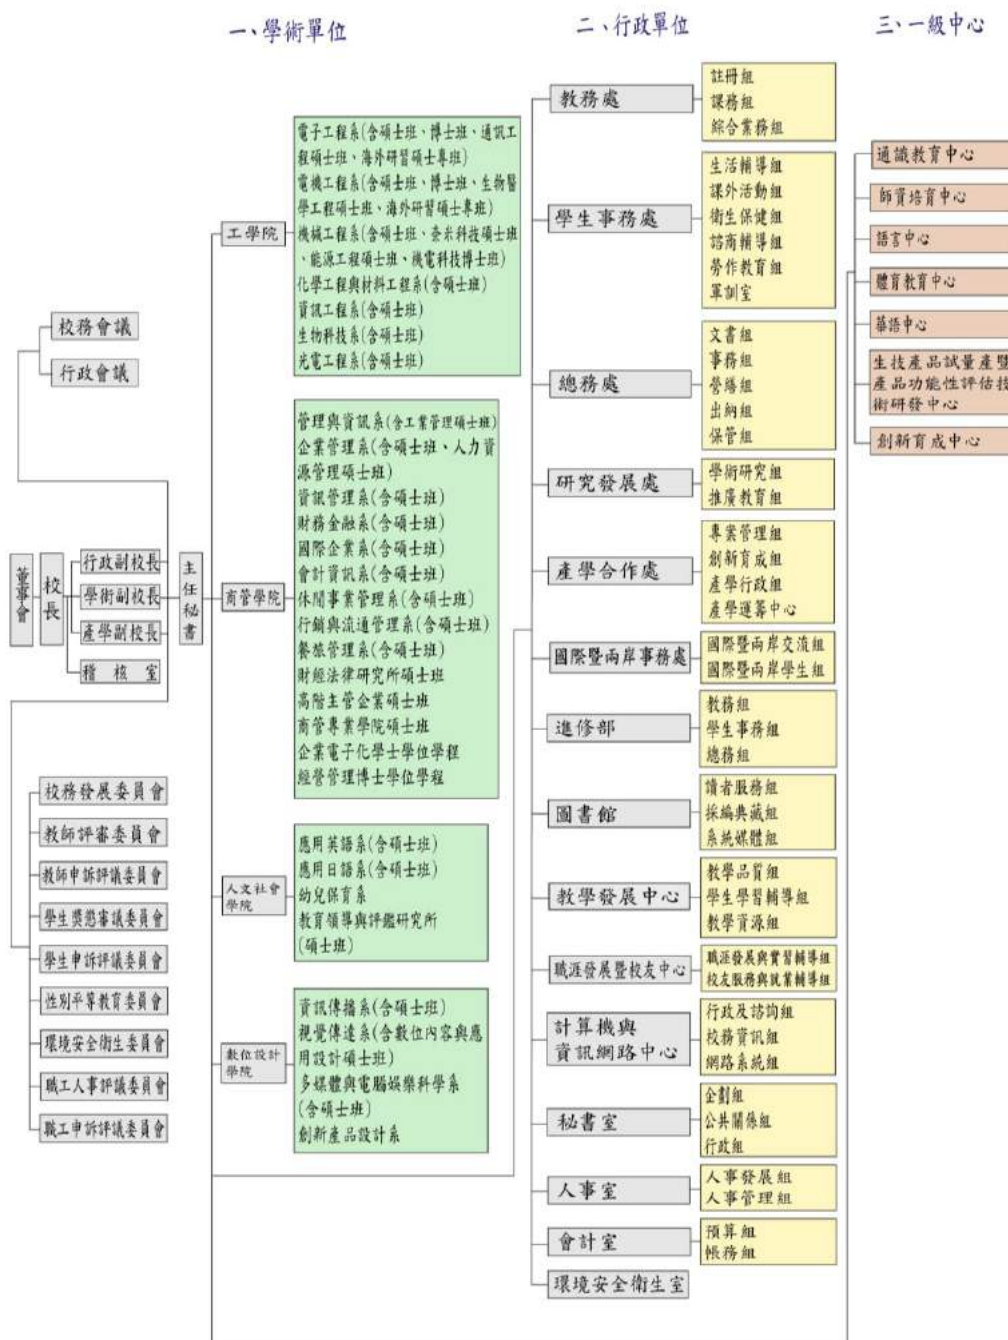 一、學術單位
二、行政單位
三、一級中心
校務會議
行政會議
董事會
校長
行政副校長
學術副校長
產學副校長
稽核室
主任秘書
校務發展委員會
教師評審委員會
教師申訴評議委員會
學生獎懲審議委員會
學生申訴評議委員會
性別平等教育委員會
環境安全衛生委員會
職工人事評議委員會
職工申訴評議委員會
工學院
電子工程系(含碩士班、博士班、通訊工
程碩士班、海外研習碩士專班)
電機工程系(含碩士班、博士班、生物醫
學工程碩士班、海外研習碩士專班)
機械工程系(含碩士班、奈米科技碩士班
、能源工程碩士班、機電科技博士班)
化學工程與材料工程系(含碩士班)
資訊工程系(含碩士班)
生物科技系(含碩士班)
光電工程系(含碩士班)
商管學院
管理與資訊系(含工業管理碩士班)
企業管理系(含碩士班、人力資
源管理碩士班)
資訊管理系(含碩士班)
財務金融系(含碩士班)
國際企業系(含碩士班)
會計資訊系(含碩士班)
休閒事業管理系(含碩士班)
行銷與流通管理系(含碩士班)
餐旅管理系(含碩士班)
財經法律研究所碩士班
高階主管企業碩士班
商管專業學院碩士班
企業電子化學士學位學程
經營管理博士學位學程
人文社會
學院
應用英語系(含碩士班)
應用日語系(含碩士班)
幼兒保育系
教育領導與評鑑研究所
(碩士班)
數位設計
學院
資訊傳播系(含碩士班)
視覺傳達系(含數位內容與應
用設計碩士班)
多媒體與電腦娛樂科學系
(含碩士班)
創新產品設計系
教務處
註冊組
課務組
綜合業務組
學生事務處
生活輔導組
課外活動組
衛生保健組
諮商輔導組
勞作教育組
軍訓室
總務處
文書組
事務組
營繕組
出納組
保管組
研究發展處
學術研究組
推廣教育組
產學合作處
專案管理組
創新育成組
產學行政組
產學運籌中心
國際暨兩岸事務處
國際暨兩岸交流組
國際暨兩岸學生組
進修部
教務組
學生事務組
總務組
圖書館
讀者服務組
採編典藏組
系統媒體組
教學發展中心
教學品質組
學生學習輔導組
教學資源組
職涯發展暨校友中心
職涯發展與實習輔導組
校友服務與就業輔導組
計算機與
資訊網路中心
行政及諮詢組
校務資訊組
網路系統組
秘書室
企劃組
公共關係組
行政組
人事室
人事發展組
人事管理組
會計室
預算組
帳務組
環境安全衛生室
通識教育中心
師資培育中心
語言中心
體育教育中心
華語中心
生技產品試量產暨
產品功能性評估技
術研發中心
創新育成中心